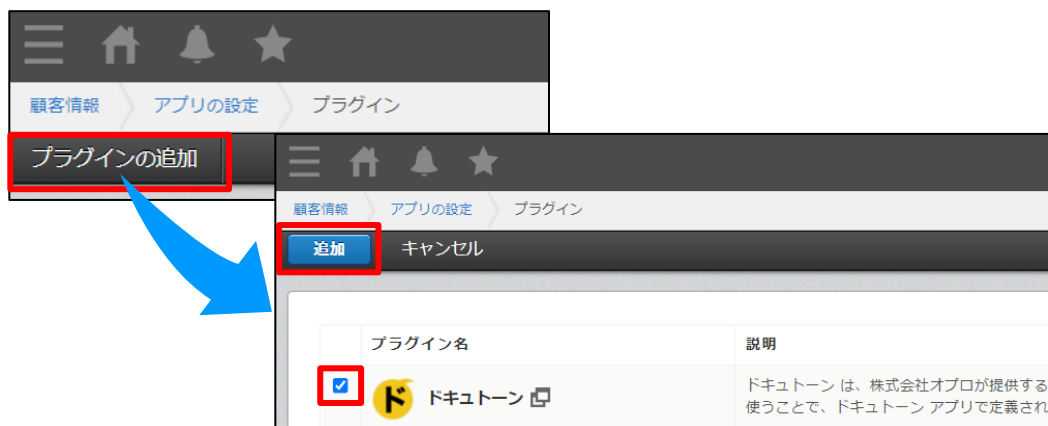 顧客情報 アプリの設定 プラグイン
プラグインの追加
顧客情報 アプリの設定 プラグイン
追加 キャンセル
プラグイン名 説明
ド ドキュトーン ドキュトーン は、株式会社オプロが提供する
使うことで、ドキュトーン アプリで定義され